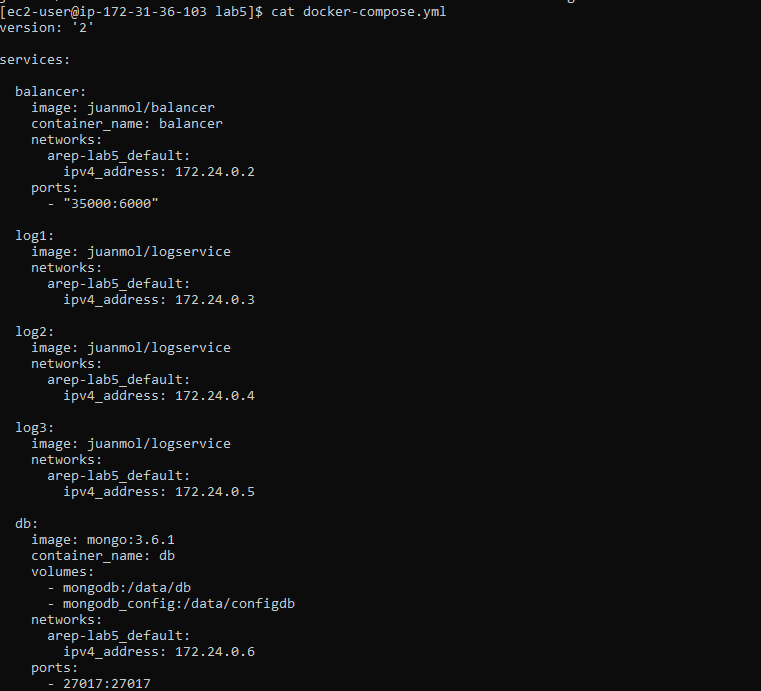 [ec2-user@ip-172-31-36-103 lab5]$ cat docker-compose.yml
version: '2'
services:
balancer:
image: juanmol/balancer
container_name: balancer
networks:
arep-lab5_default:
ipv4_address: 172.24.0.2
ports:
- "35000:6000"
log1:
image: juanmol/logservice
networks:
arep-lab5_default:
ipv4_address: 172.24.0.3
log2:
image: juanmol/logservice
networks:
arep-lab5_default:
ipv4_address: 172.24.0.4
log3:
image: juanmol/logservice
networks:
arep-lab5_default:
ipv4_address: 172.24.0.5
db:
image: mongo:3.6.1
container_name: db
volumes:
- mongodb:/data/db
- mongodb_config:/data/configdb
networks:
arep-lab5_default:
ipv4_address: 172.24.0.6
ports:
- 27017:27017